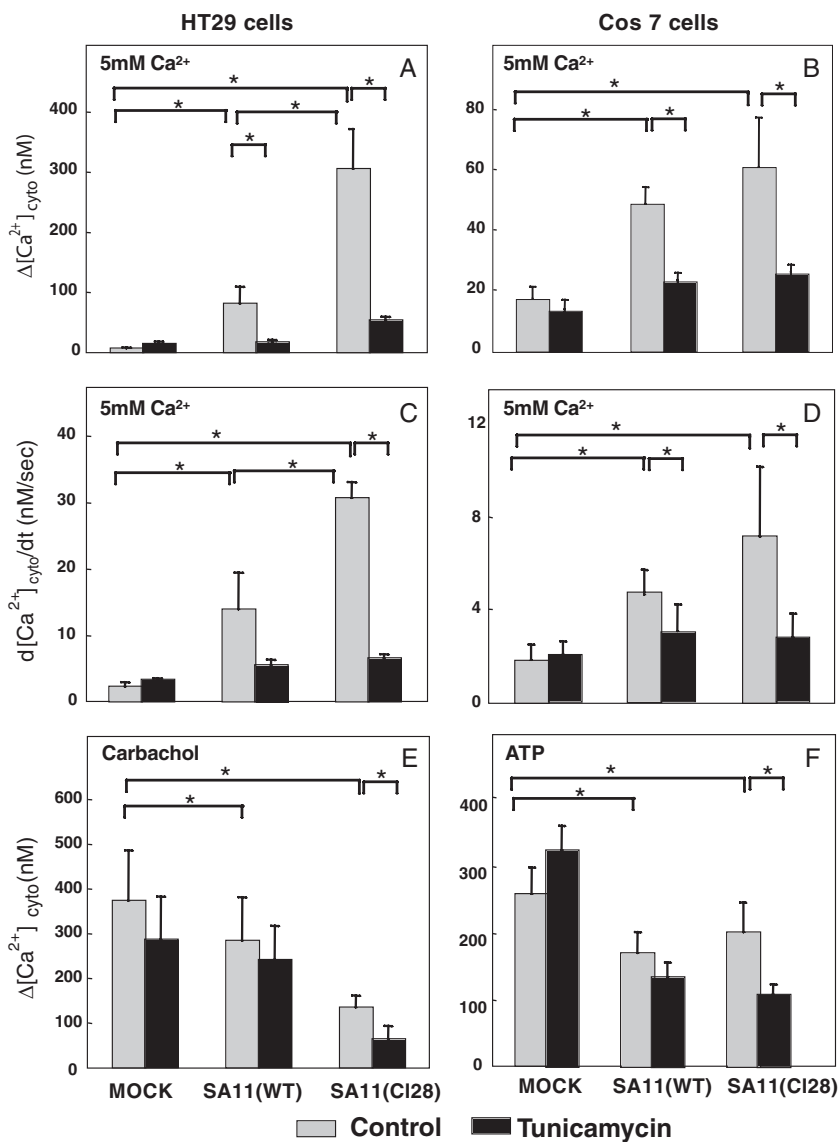 HT29 cells
Cos 7 cells
5mM Ca²⁺
A
*
*
*
*
*
400
300
200
100
0
Δ[Ca²⁺]cyto (nM)
5mM Ca²⁺
B
*
*
*
*
80
60
40
20
0
5mM Ca²⁺
C
*
*
*
*
40
30
20
10
0
d[Ca²⁺]cyto/dt (nM/sec)
5mM Ca²⁺
D
*
*
*
*
12
8
4
0
Carbachol
E
*
*
*
600
500
400
300
200
100
0
Δ[Ca²⁺] cyto(nM)
ATP
F
*
*
*
400
300
200
100
0
MOCK
SA11(WT)
SA11(Cl28)
MOCK
SA11(WT)
SA11(Cl28)
Control
Tunicamycin